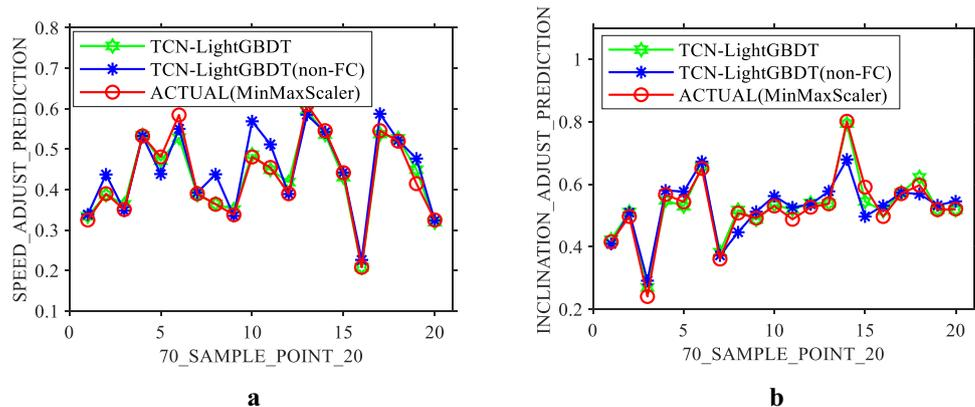 SPEED_ADJUST_PREDICTION
0.8
0.7
0.6
0.5
0.4
0.3
0.2
0.1
TCN-LightGBDT
TCN-LightGBDT(non-FC)
ACTUAL(MinMaxScaler)
0 5 10 15 20
70_SAMPLE_POINT_20
a
INCLINATION_ADJUST_PREDICTION
1
0.8
0.6
0.4
0.2
TCN-LightGBDT
TCN-LightGBDT(non-FC)
ACTUAL(MinMaxScaler)
0 5 10 15 20
70_SAMPLE_POINT_20
b